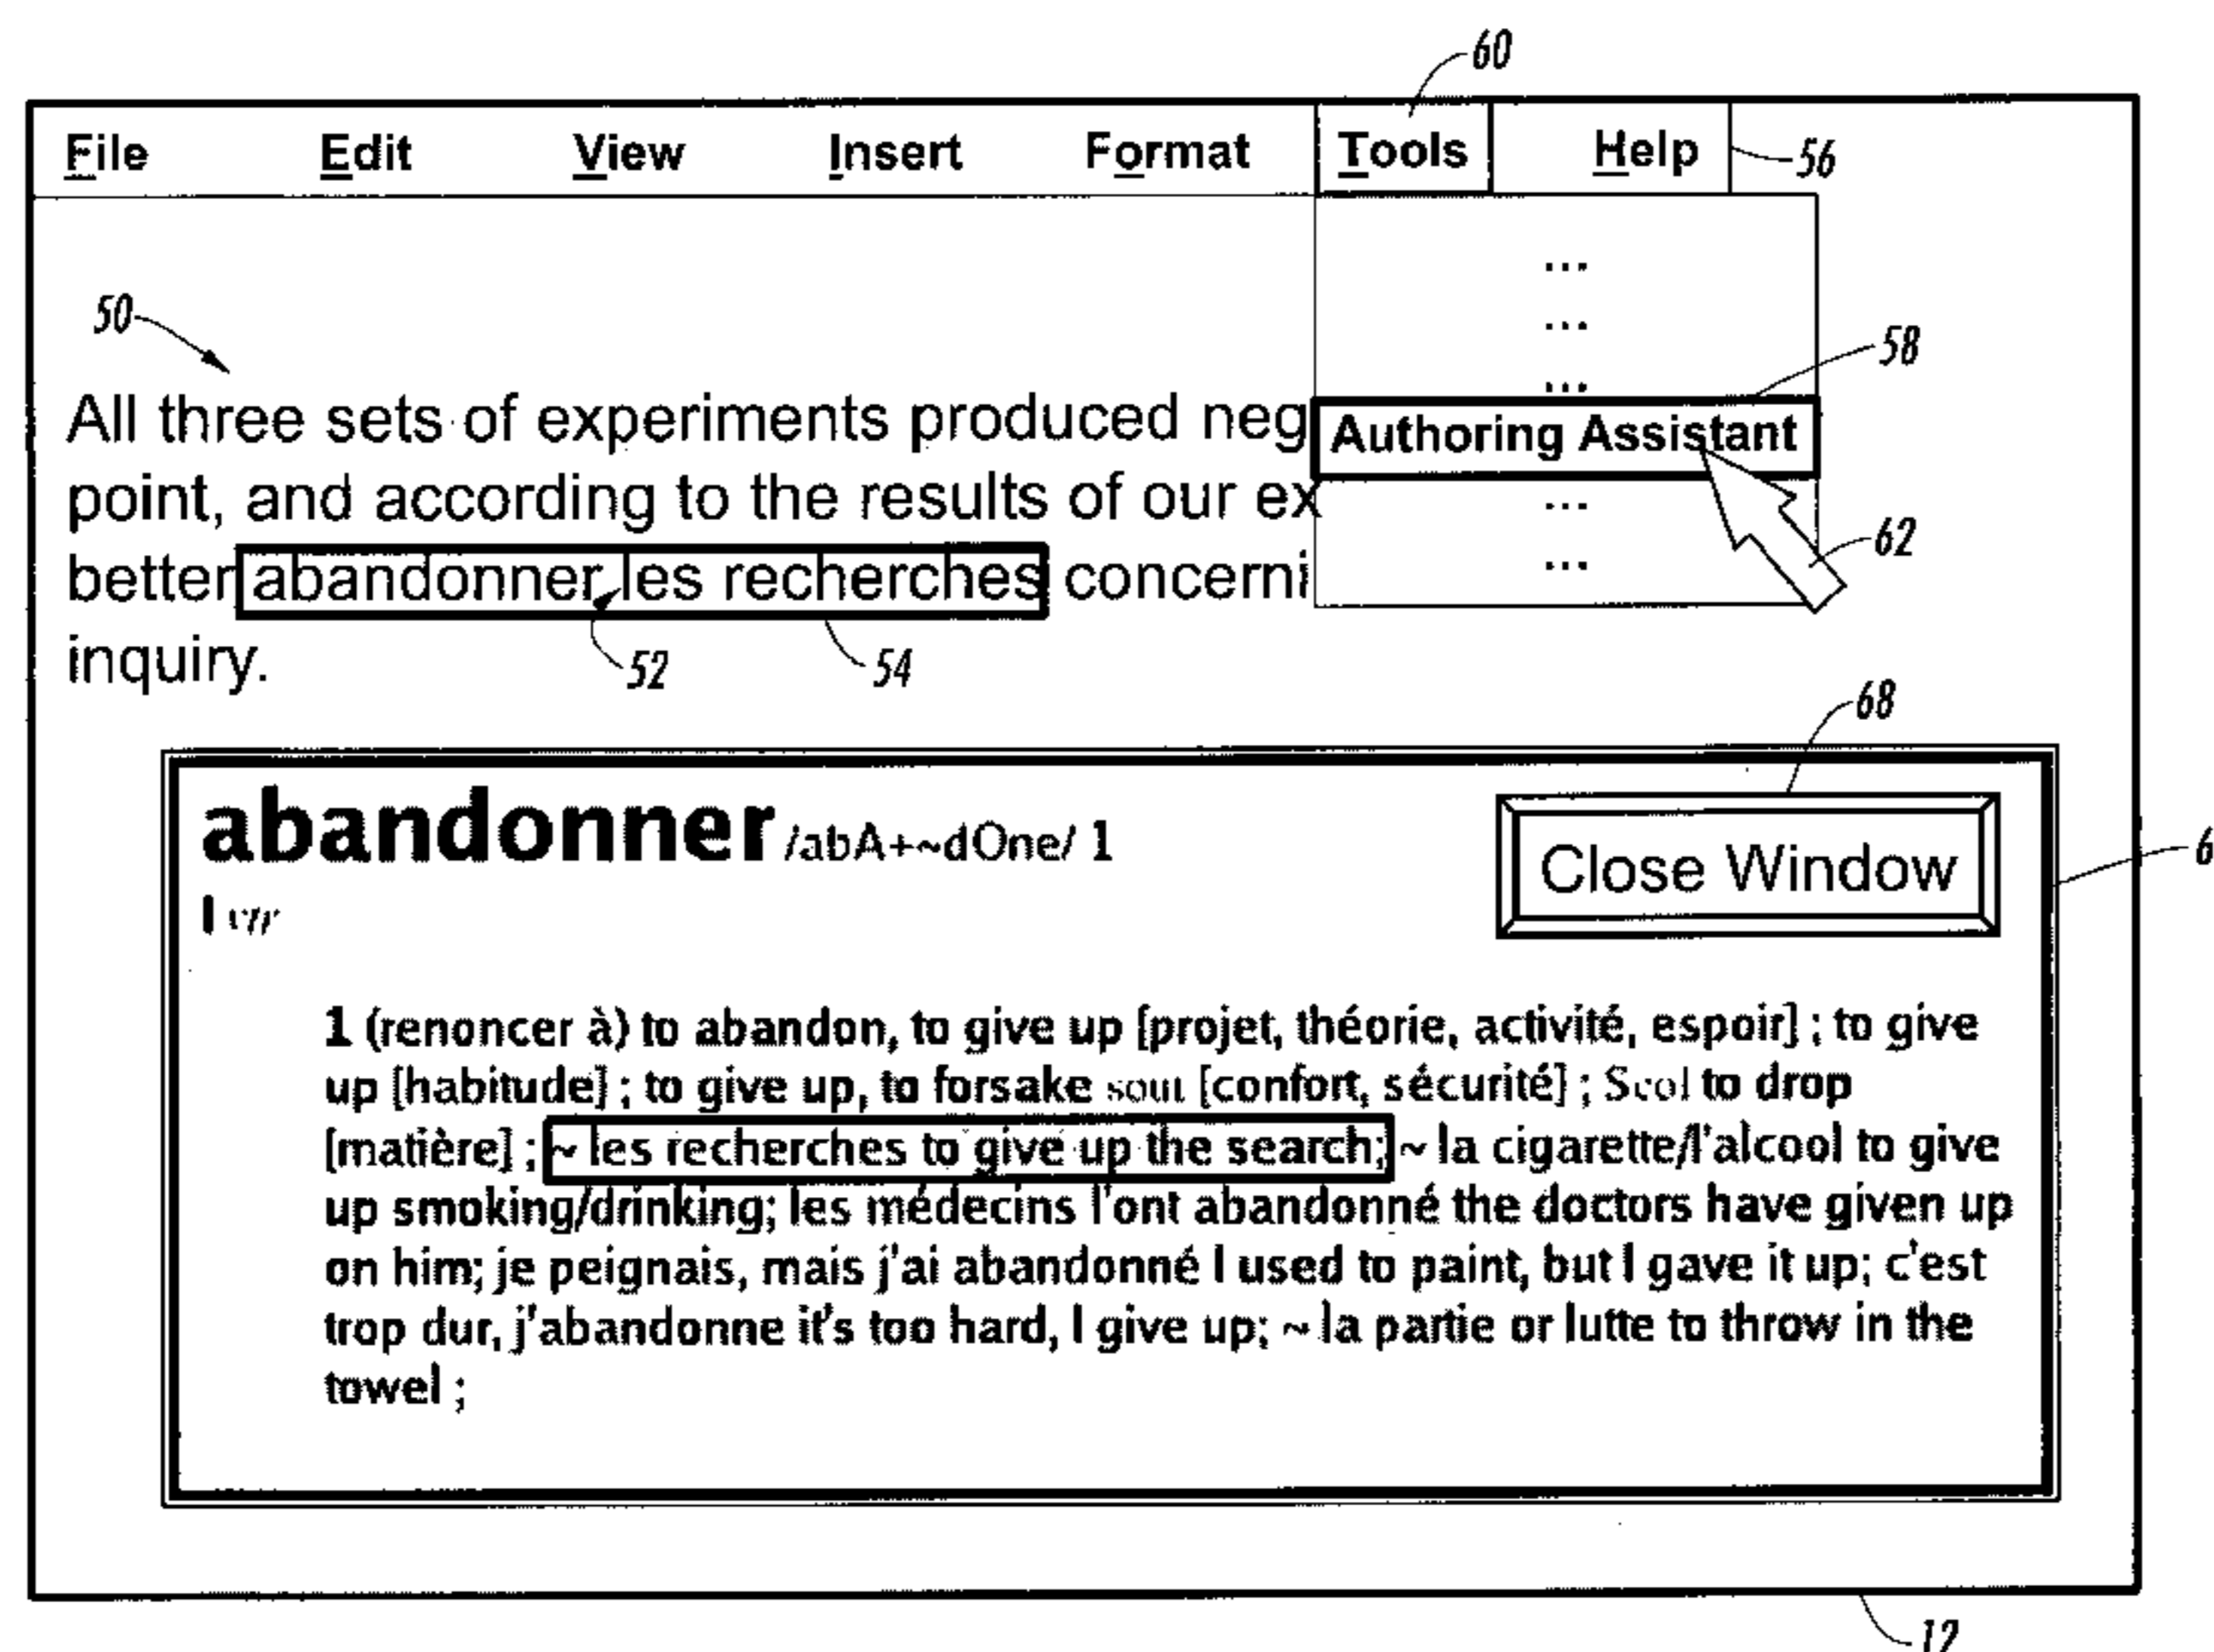 60
File Edit View Insert Format Tools Help 56
...
50 ...
58
...
All three sets of experiments produced neg Authoring Assistant
point, and according to the results of our ex ...
62
better abandonner les recherches concerni ...
inquiry. 52 54
68
abandonner /abA+~dOne/ 1 Close Window
6
I
1 (renoncer à) to abandon, to give up [projet, théorie, activité, espoir] ; to give
up [habitude] ; to give up, to forsake [confort, sécurité] ; Scol to drop
[matière] ; ~ les recherches to give up the search; ~ la cigarette/l'alcool to give
up smoking/drinking; les médecins l'ont abandonné the doctors have given up
on him; je peignais, mais j'ai abandonné I used to paint, but I gave it up; c'est
trop dur, j'abandonne it's too hard, I give up; ~ la partie or lutte to throw in the
towel ;
12